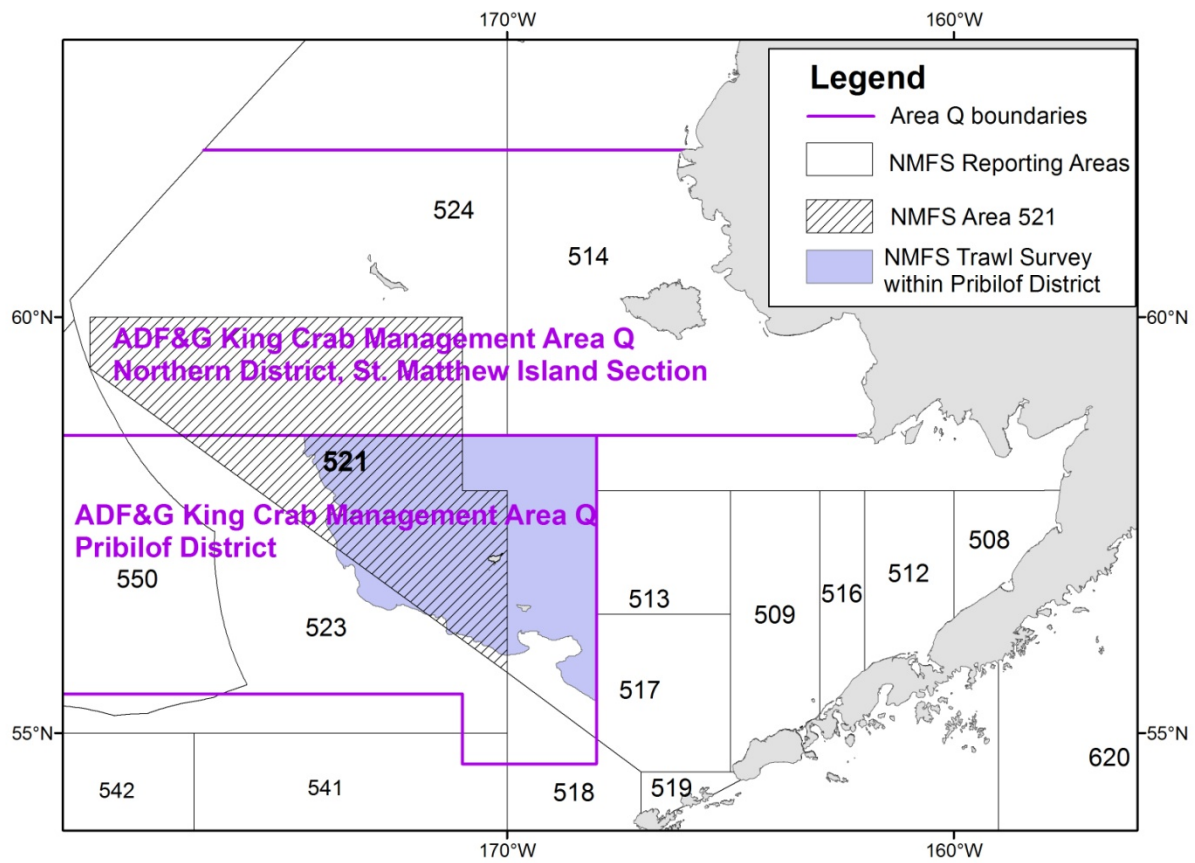 170°W
160°W
Legend
Area Q boundaries
NMFS Reporting Areas
NMFS Area 521
NMFS Trawl Survey
within Pribilof District
524
514
60°N
60°N
ADF&G King Crab Management Area Q
Northern District, St. Matthew Island Section
521
ADF&G King Crab Management Area Q
Pribilof District
550
523
513
509
516
512
508
517
55°N
55°N
620
542
541
518
519
170°W
160°W